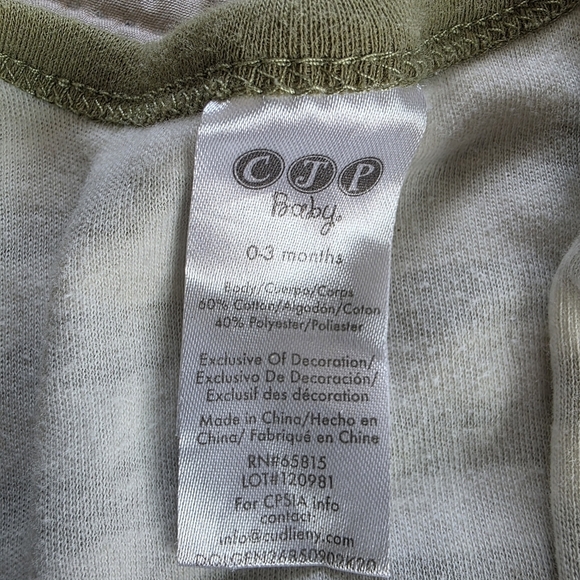 CJP
Baby
0-3 months
Body/Cuerpo/Corps
60% Cotton/Algodón/Coton
40% Polyester/Poliester
Exclusive Of Decoration/
Exclusivo De Decoración/
Exclusif des décoration
Made in China/Hecho en
China/ Fabriqué en Chine
RN#65815
LOT#120981
For CPSIA info
contact:
info@cudlieny.com